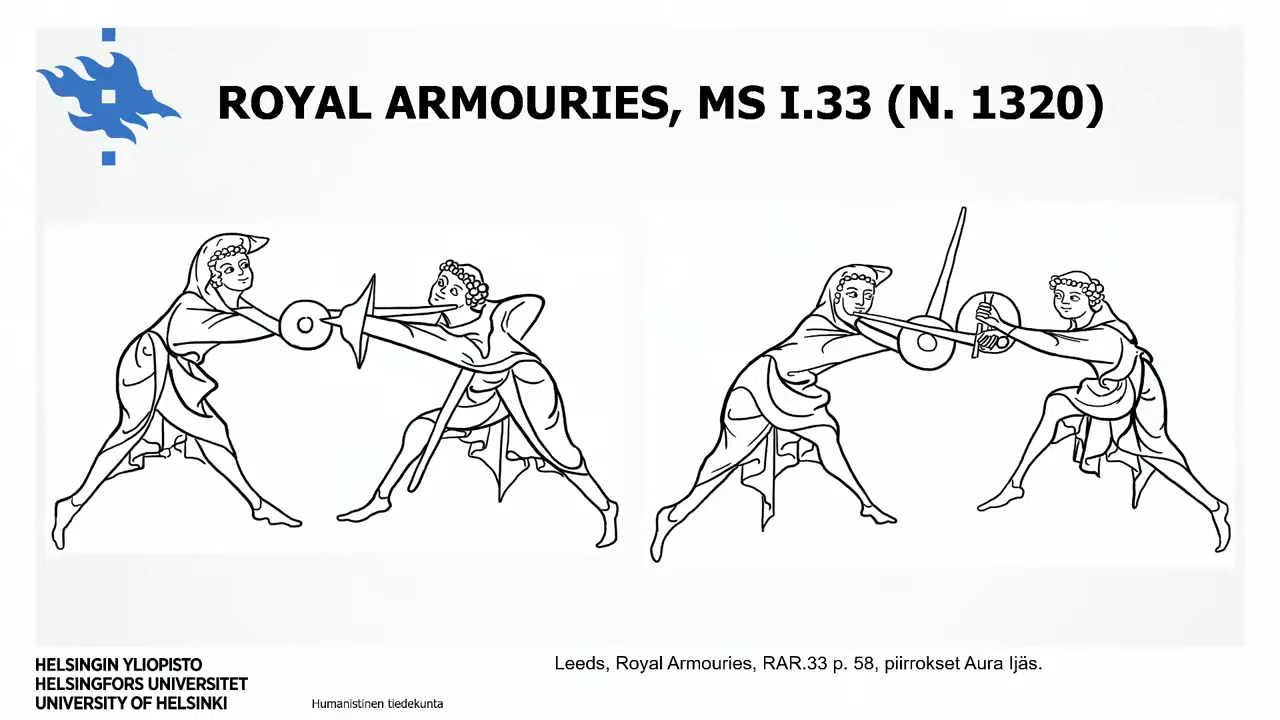 ROYAL ARMOURIES, MS I.33 (N. 1320)
Leeds, Royal Armouries, RAR.33 p. 58, piirrokset Aura Ijäs.
HELSINGIN YLIOPISTO
HELSINGFORS UNIVERSITET
UNIVERSITY OF HELSINKI
Humanistinen tiedekunta